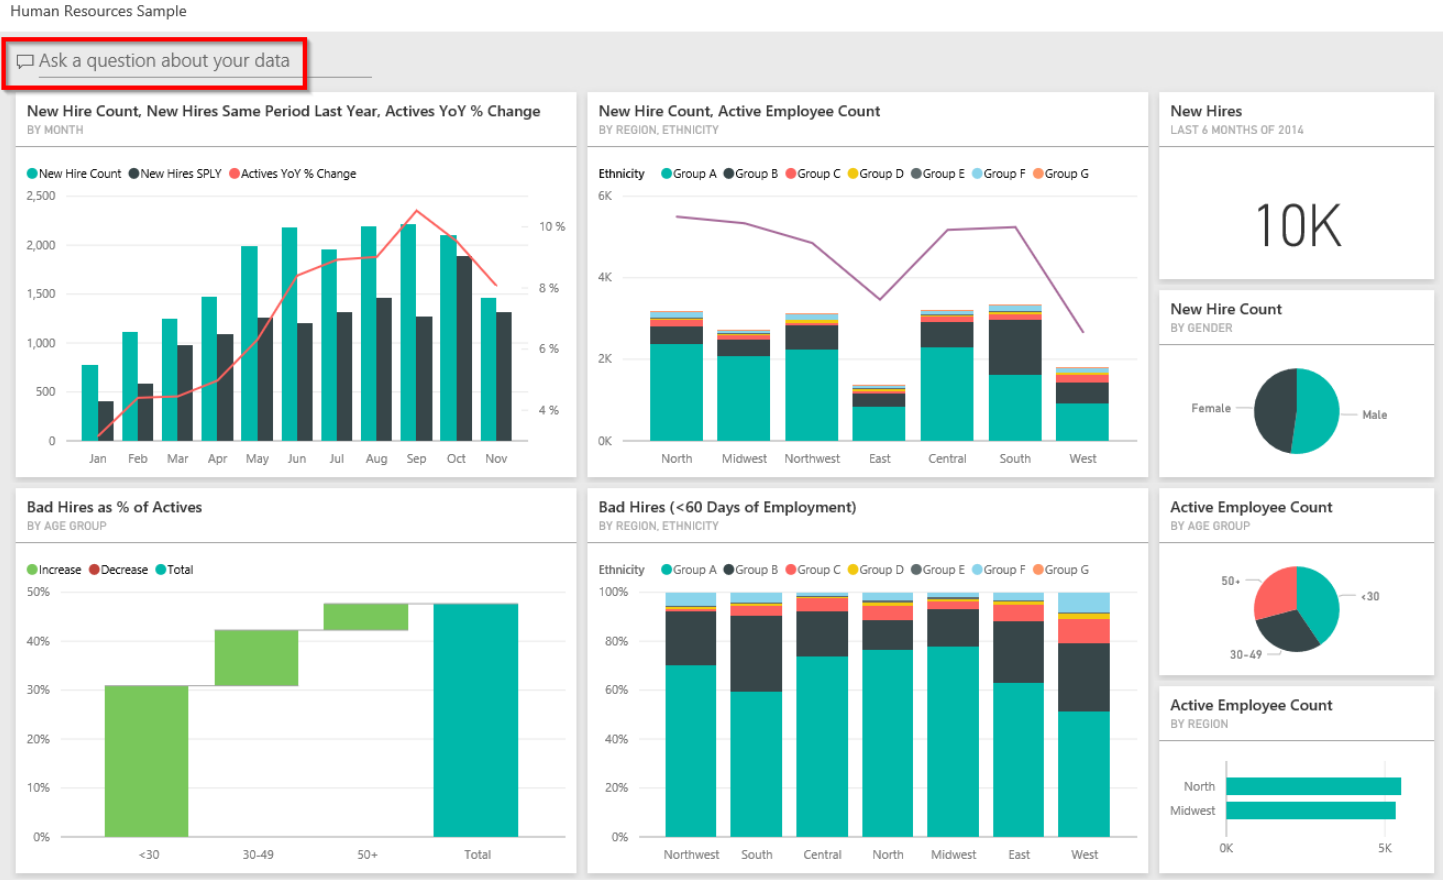 Human Resources Sample
Ask a question about your data
New Hire Count, New Hires Same Period Last Year, Actives YoY % Change
BY MONTH
New Hire Count New Hires SPLY Actives YoY % Change
2,500
2,000
1,500
1,000
500
0
10 %
8 %
6 %
4 %
Jan Feb Mar Apr May Jun Jul Aug Sep Oct Nov
New Hire Count, Active Employee Count
BY REGION, ETHNICITY
Ethnicity Group A Group B Group C Group D Group E Group F Group G
6K
4K
2K
0K
North Midwest Northwest East Central South West
New Hires
LAST 6 MONTHS OF 2014
10K
New Hire Count
BY GENDER
Female
Male
Bad Hires as % of Actives
BY AGE GROUP
Increase Decrease Total
50%
40%
30%
20%
10%
0%
<30 30-49 50+ Total
Bad Hires (<60 Days of Employment)
BY REGION, ETHNICITY
Ethnicity Group A Group B Group C Group D Group E Group F Group G
100%
80%
60%
40%
20%
0%
Northwest South Central North Midwest East West
Active Employee Count
BY AGE GROUP
50+
<30
30-49
Active Employee Count
BY REGION
North
Midwest
0K 5K